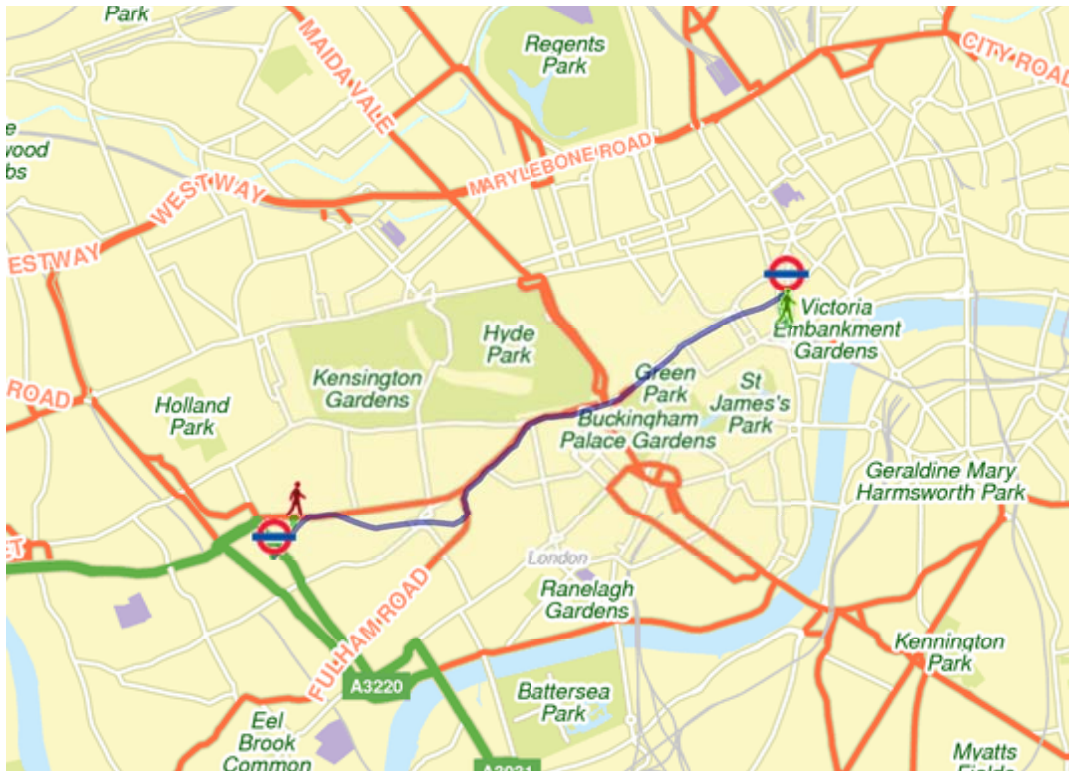 Park
Regents
Park
CITY ROAD
MAIDA VALE
MARYLEBONE ROAD
WESTWAY
ESTWAY
e
wood
bs
Victoria
Embankment
Gardens
Hyde
Park
Kensington
Gardens
Green
Park
St
James's
Park
Buckingham
Palace Gardens
ROAD
Holland
Park
Geraldine Mary
Harmsworth Park
ET
London
Ranelagh
Gardens
FULHAM ROAD
Kennington
Park
A3220
Battersea
Park
Eel
Brook
Common
Myatts
Fields